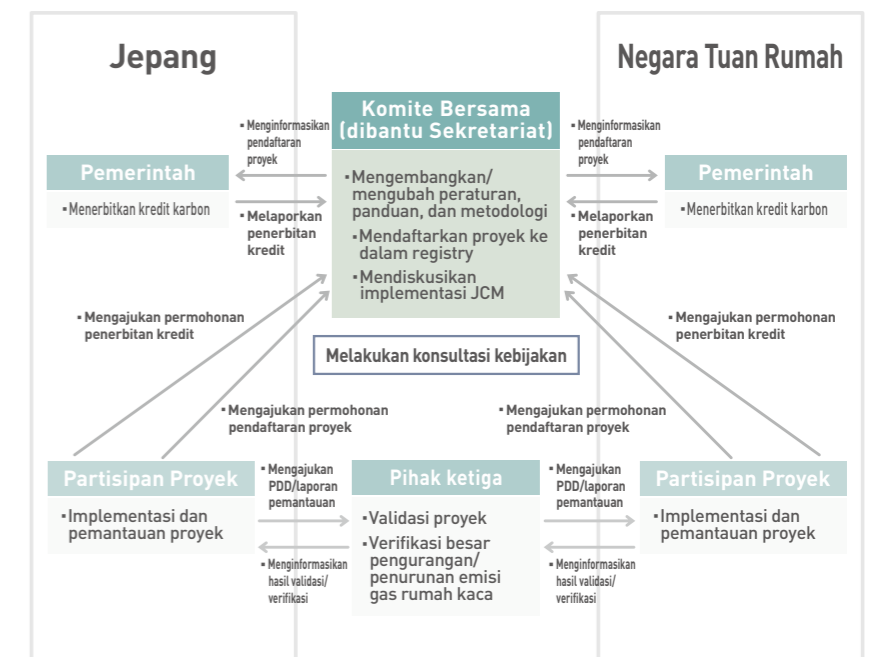 Jepang
Negara Tuan Rumah
Komite Bersama
(dibantu Sekretariat)
▪Mengembangkan/
mengubah peraturan,
panduan, dan metodologi
▪Mendaftarkan proyek ke
dalam registry
▪Mendiskusikan
implementasi JCM
▪Menginformasikan
pendaftaran
proyek
▪Menginformasikan
pendaftaran
proyek
Pemerintah
▪Menerbitkan kredit karbon
Pemerintah
▪Menerbitkan kredit karbon
▪Melaporkan
penerbitan
kredit
▪Melaporkan
penerbitan
kredit
▪Mengajukan permohonan
penerbitan kredit
▪Mengajukan permohonan
penerbitan kredit
Melakukan konsultasi kebijakan
▪Mengajukan permohonan
pendaftaran proyek
▪Mengajukan permohonan
pendaftaran proyek
Partisipan Proyek
▪Implementasi dan
pemantauan proyek
▪Mengajukan
PDD/laporan
pemantauan
▪Menginformasikan
hasil validasi/
verifikasi
Pihak ketiga
▪Validasi proyek
▪Verifikasi besar
pengurangan/
penurunan emisi
gas rumah kaca
▪Mengajukan
PDD/laporan
pemantauan
▪Menginformasikan
hasil validasi/
verifikasi
Partisipan Proyek
▪Implementasi dan
pemantauan proyek